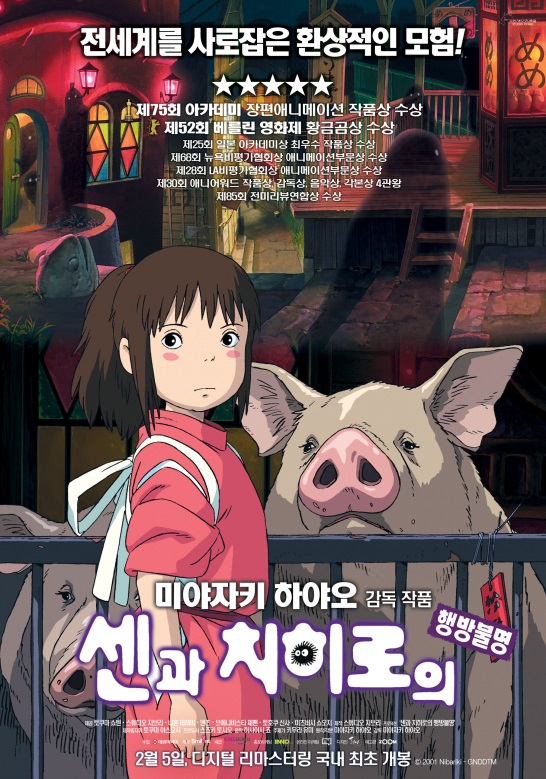 전세계를 사로잡은 환상적인 모험!
제75회 아카데미 장편애니메이션 작품상 수상
제52회 베를린 영화제 황금곰상 수상
제25회 일본 아카데미상 최우수 작품상 수상
제68회 뉴욕비평가협회상 애니메이션부문상 수상
제28회 LA비평가협회상 애니메이션부문상 수상
제30회 애니어워드 작품상, 감독상, 음악상, 각본상 4관왕
제85회 전미리뷰연합상 수상
め
め
미야자키 하야오 감독 작품
센과 치히로의
행방불명
2월 5일, 디지털 리마스터링 국내 최초 개봉
© 2001 Nibariki - GNDDTM